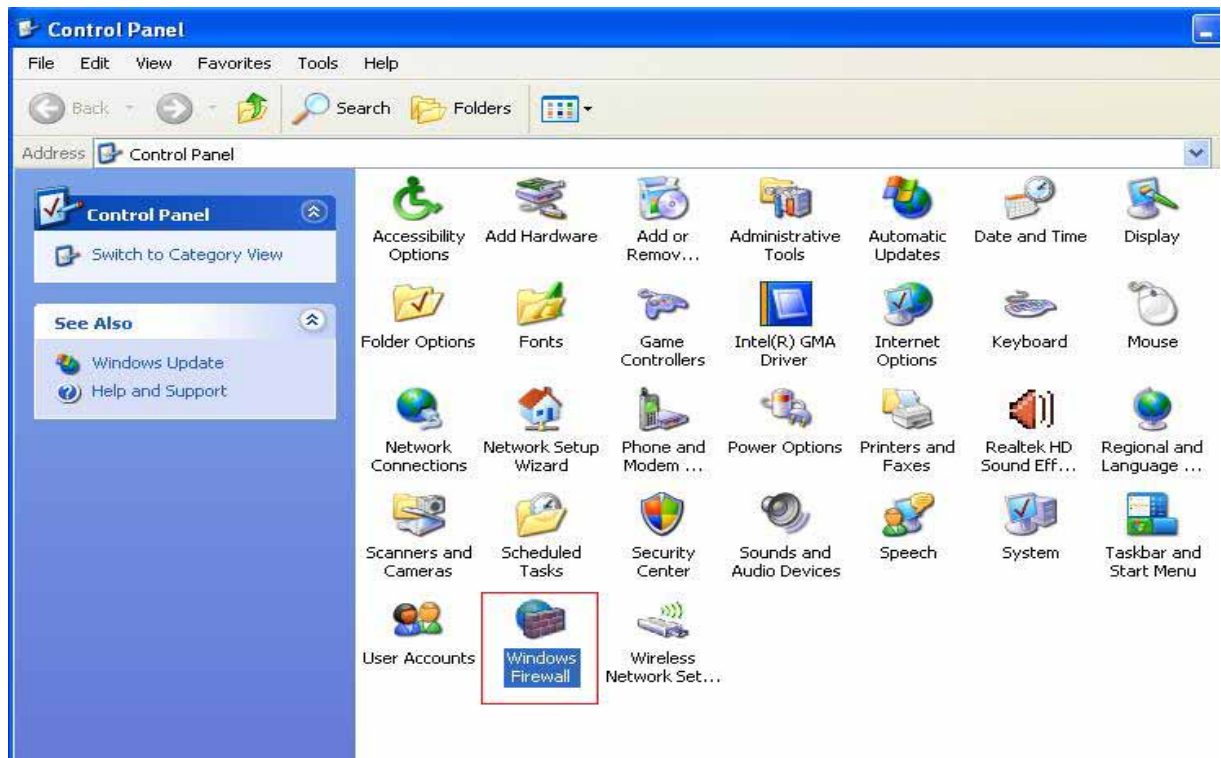 Control Panel
File Edit View Favorites Tools Help
Back Search Folders
Address Control Panel
Control Panel
Switch to Category View
See Also
Windows Update
Help and Support
Accessibility Options
Add Hardware
Add or Remov...
Administrative Tools
Automatic Updates
Date and Time
Display
Folder Options
Fonts
Game Controllers
Intel(R) GMA Driver
Internet Options
Keyboard
Mouse
Network Connections
Network Setup Wizard
Phone and Modem ...
Power Options
Printers and Faxes
Realtek HD Sound Eff...
Regional and Language ...
Scanners and Cameras
Scheduled Tasks
Security Center
Sounds and Audio Devices
Speech
System
Taskbar and Start Menu
User Accounts
Windows Firewall
Wireless Network Set...